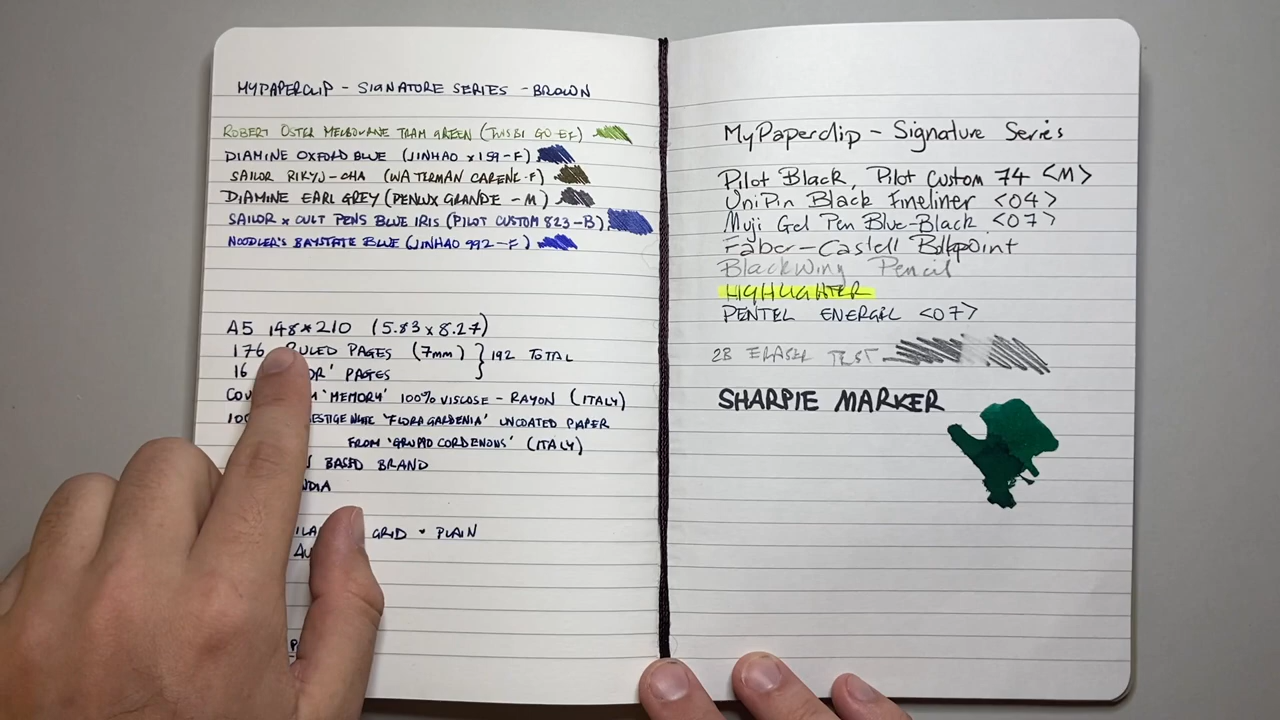 MYPAPERCLIP - SIGNATURE SERIES - BROWN
ROBERT OSTER MELBOURNE TRAM GREEN (TWSBI GO EF)
DIAMINE OXFORD BLUE (JINHAO x 159 - F)
SAILOR RIKYU-CHA (WATERMAN CARENE - F)
DIAMINE EARL GREY (PENLUX GRANDE - M)
SAILOR x CULT PENS BLUE IRIS (PILOT CUSTOM 823 - B)
NOODLER'S BAYSTATE BLUE (JINHAO 992 - F)
A5 148 * 210 (5.83 x 8.27)
176 RULED PAGES (7mm) } 192 TOTAL
16 PAGES
'MEMORY' 100% VISCOSE - RAYON (ITALY)
'FLORA GARDENIA' UNCOATED PAPER
FROM 'GRUPPO CORDENONS' (ITALY)
BASED BRAND
GRID + PLAIN
MyPaperclip - Signature Series
Pilot Black, Pilot Custom 74 <M>
UniPin Black Fineliner <04>
Muji Gel Pen Blue-Black <07>
Faber-Castell Ballpoint
Blackwing Pencil
HIGHLIGHTER
PENTEL ENERGEL <07>
2B ERASER TEST
SHARPIE MARKER